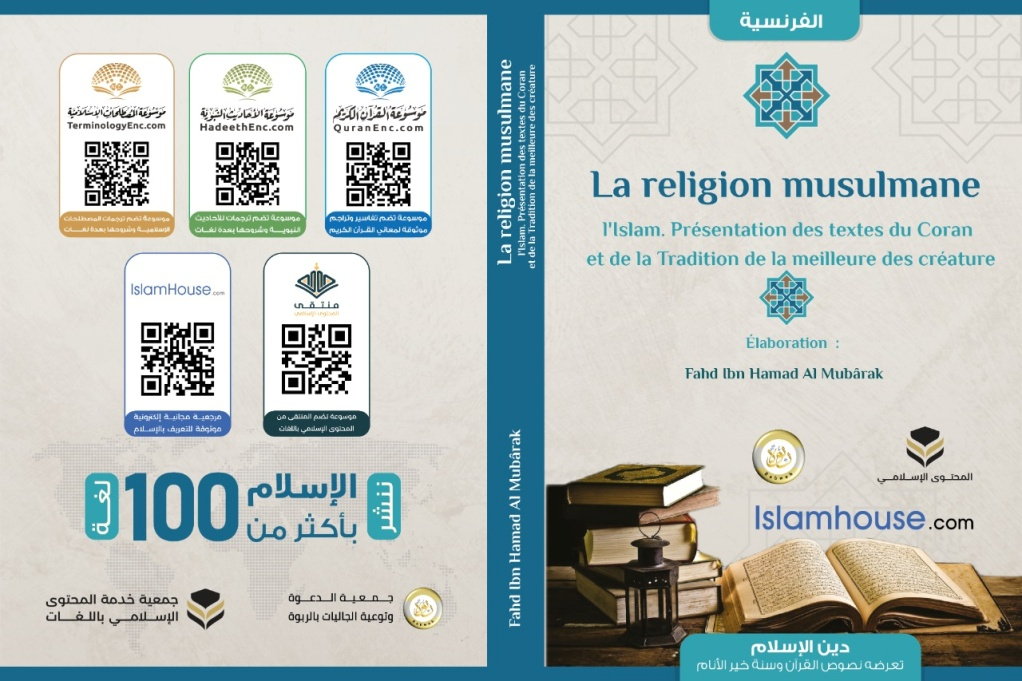 الفرنسية
La religion musulmane
l'Islam. Présentation des textes du Coran
et de la Tradition de la meilleure des créature
Élaboration :
Fahd Ibn Hamad Al Mubârak
المحتوى الإسلامي
Islamhouse.com
دين الإسلام
تعرضه نصوص القرآن وسنة خير الأنام
La religion musulmane
l'Islam. Présentation des textes du Coran
et de la Tradition de la meilleure des créature
Fahd Ibn Hamad Al Mubârak
موسوعة القرآن الكريم
QuranEnc.com
موسوعة تضم تفاسير وتراجم
موثوقة لمعاني القرآن الكريم
موسوعة الأحاديث النبوية
HadeethEnc.com
موسوعة تضم ترجمات للأحاديث
النبوية وشروحها بعدة لغات
موسوعة المصطلحات الإسلامية
TerminologyEnc.com
موسوعة تضم ترجمات المصطلحات
الإسلامية وشروحها بعدة لغات
منتقى
المحتوى الإسلامي
موسوعة تضم المنتقى من
المحتوى الإسلامي باللغات
IslamHouse.com
مرجعية مجانية إلكترونية
موثوقة للتعريف بالإسلام
ننشر
الإسلام
بأكثر من
100
لغة
جمعية الدعوة
وتوعية الجاليات بالربوة
جمعية خدمة المحتوى
الإسلامي باللغات